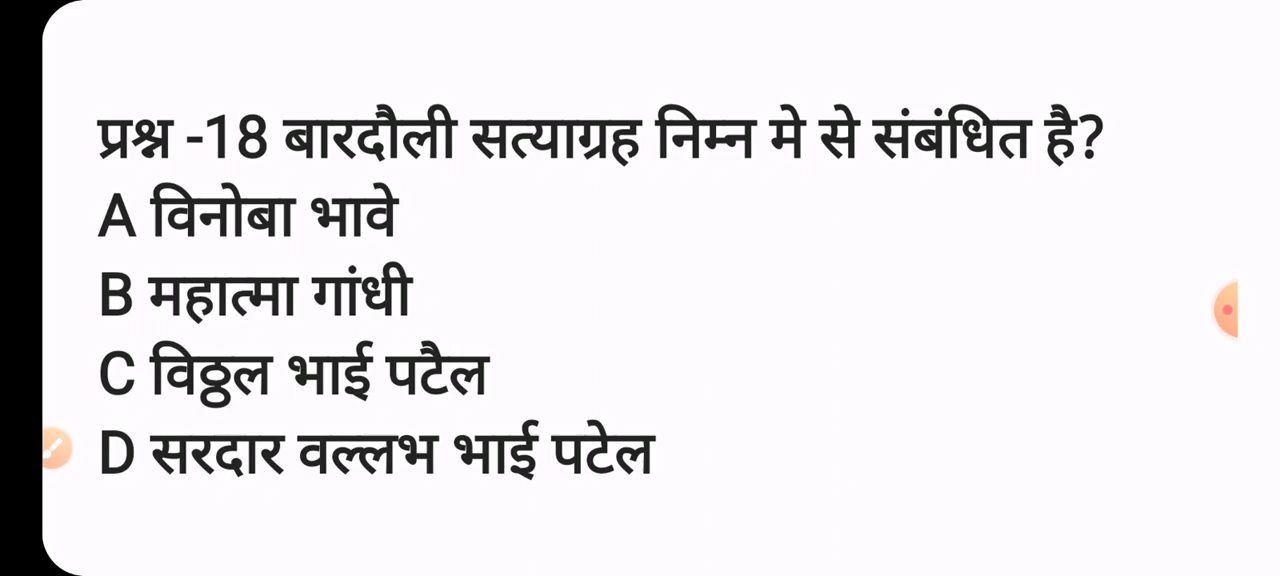 प्रश्न -18 बारदौली सत्याग्रह निम्न मे से संबंधित है?
A विनोबा भावे
B महात्मा गांधी
C विठ्ठल भाई पटैल
D सरदार वल्लभ भाई पटेल